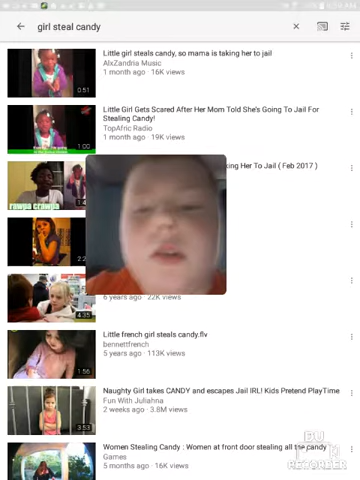 girl steal candy
Little girl steals candy, so mama is taking her to jail
AlxZandria Music
1 month ago · 16K views
0:51
Little Girl Gets Scared After Her Mom Told She's Going To Jail For
Stealing Candy!
TopAfric Radio
1 month ago · 19K views
1:00
king Her To Jail ( Feb 2017 )
6 years ago · 22K views
4:35
Little french girl steals candy.flv
bennettfrench
5 years ago · 113K views
1:56
Naughty Girl takes CANDY and escapes Jail IRL! Kids Pretend PlayTime
Fun With Juliahna
2 weeks ago · 3.8M views
3:53
Women Stealing Candy : Women at front door stealing all the candy
Games
5 months ago · 16K views
RECORDER